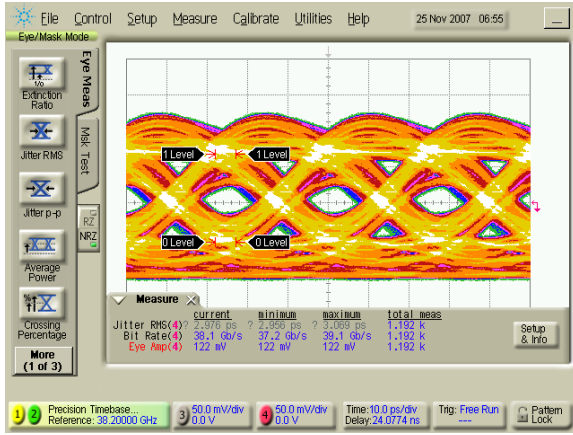 File Control Setup Measure Calibrate Utilities Help 25 Nov 2007 06:55
Eye/Mask Mode
Eye Meas
Msk Test
1/0
Extinction
Ratio
Jitter RMS
Jitter p-p
RZ
NRZ
Average
Power
%
Crossing
Percentage
More
(1 of 3)
1 Level 1 Level
0 Level 0 Level
Measure
current minimum maximum total meas
Jitter RMS(4)? 2.976 ps ? 2.956 ps ? 3.069 ps 1.192 k
Bit Rate(4) 38.1 Gb/s 37.2 Gb/s 39.1 Gb/s 1.192 k
Eye Amp(4) 122 mV 122 mV 122 mV 1.192 k
Setup
& Info
1 2 Precision Timebase...
Reference: 38.20000 GHz
3 50.0 mV/div
0.0 V
4 50.0 mV/div
0.0 V
Time:10.0 ps/div
Delay:24.0774 ns
Trig: Free Run
---
Pattern
Lock